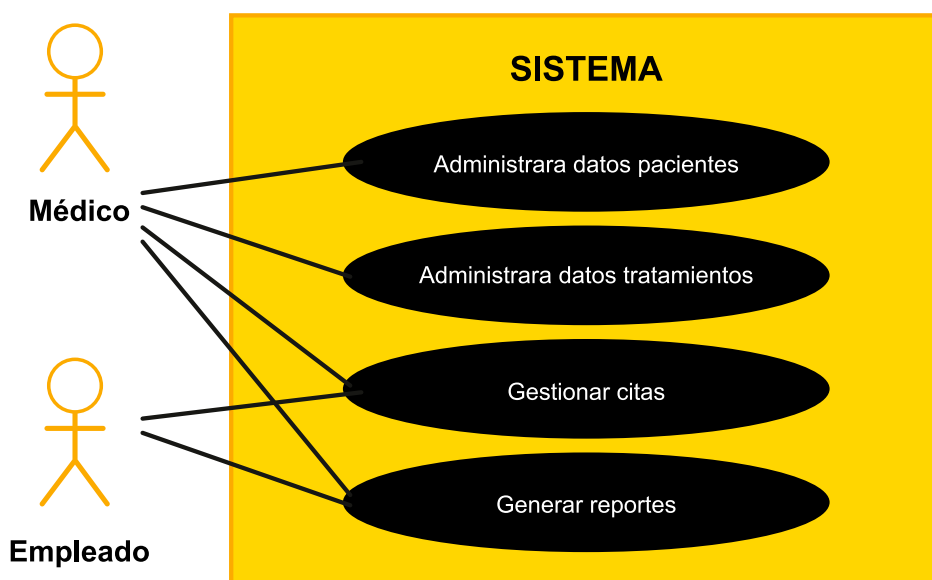 SISTEMA
Administrara datos pacientes
Médico
Administrara datos tratamientos
Gestionar citas
Generar reportes
Empleado